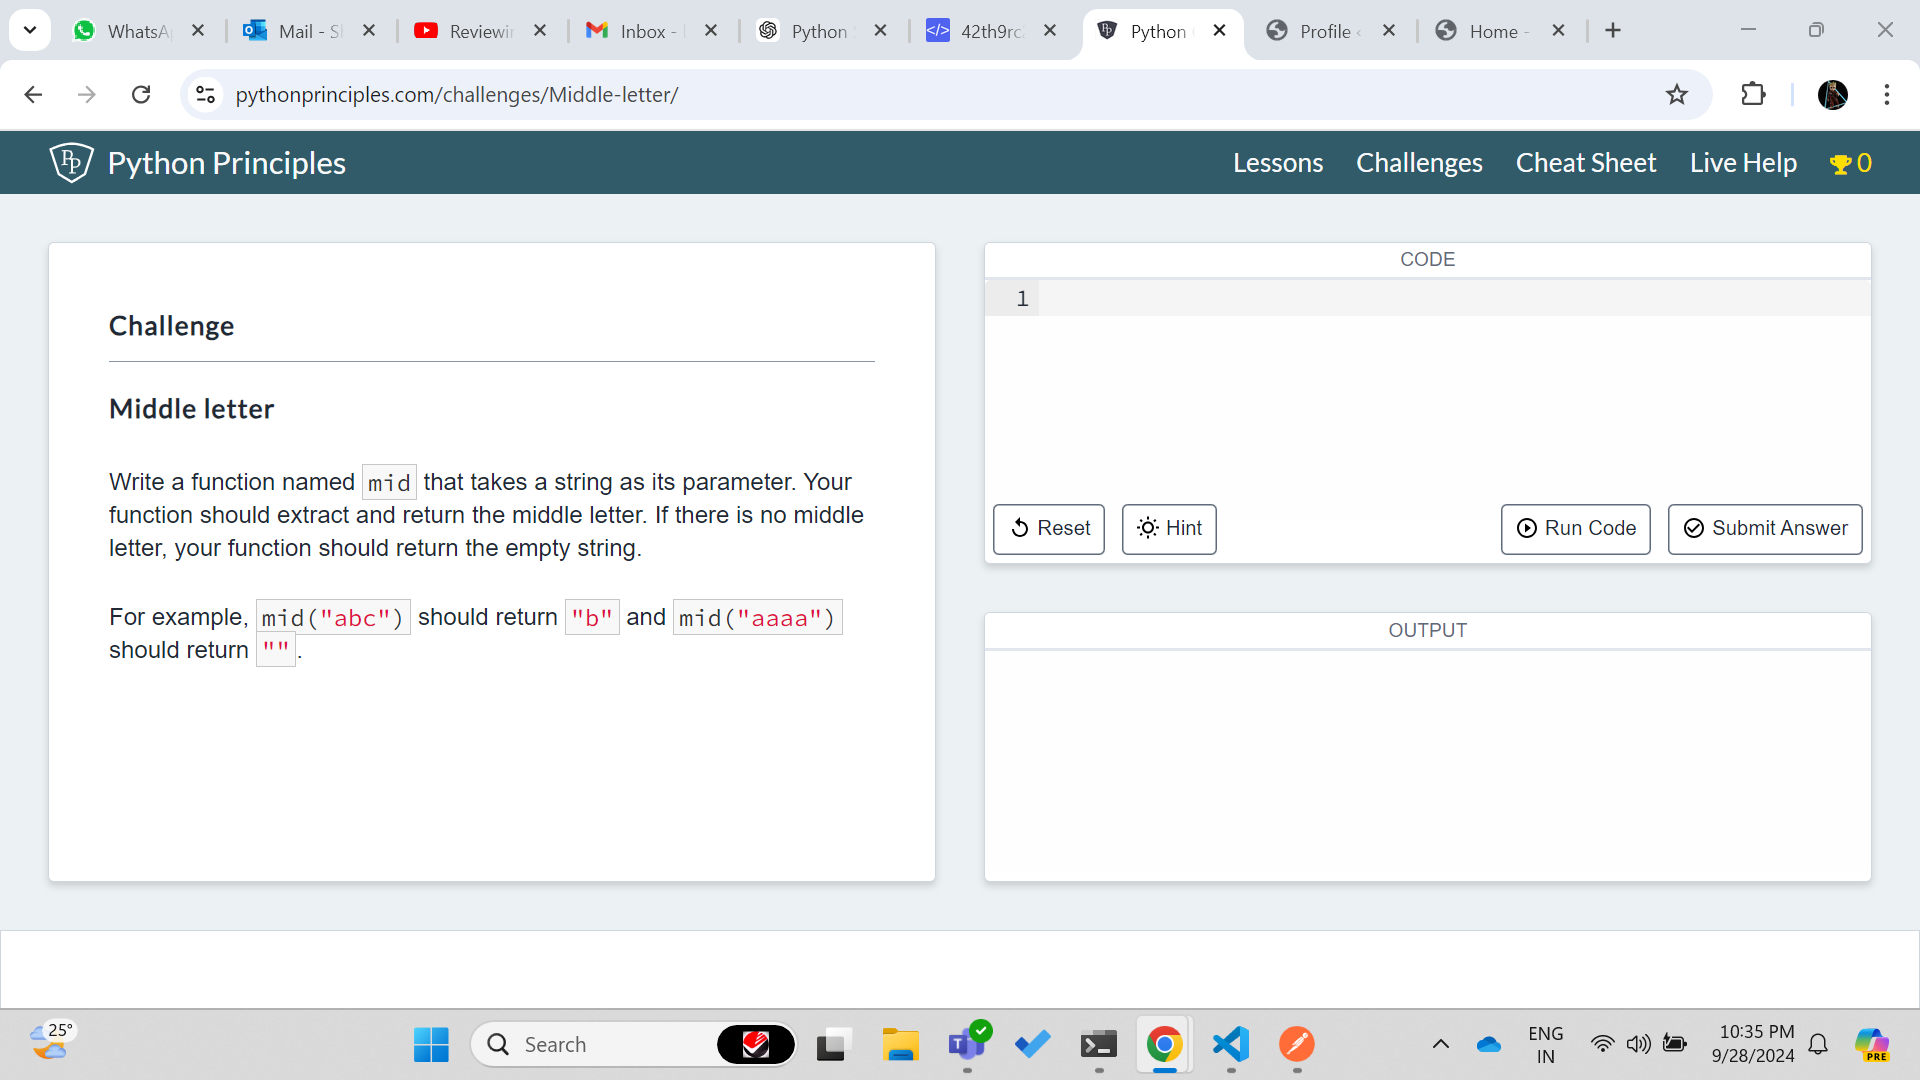 WhatsA
Mail - S
Reviewin
Inbox -
Python
42th9rc
Python
Profile
Home -
pythonprinciples.com/challenges/Middle-letter/
PP Python Principles
Lessons Challenges Cheat Sheet Live Help 0
Challenge
Middle letter
Write a function named mid that takes a string as its parameter. Your
function should extract and return the middle letter. If there is no middle
letter, your function should return the empty string.
For example, mid("abc") should return "b" and mid("aaaa")
should return "".
CODE
1
Reset Hint Run Code Submit Answer
OUTPUT
25°
Search
ENG
IN
10:35 PM
9/28/2024
PRE